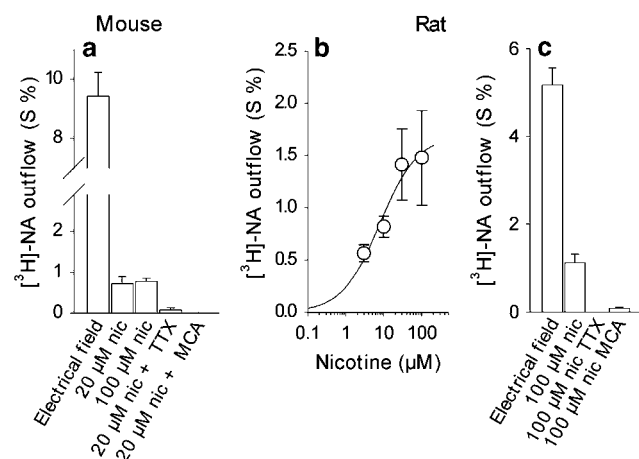 Mouse
Rat
a
[³H]-NA outflow (S %)
10
8
2
1
0
Electrical field
20 µM nic
100 µM nic
20 µM nic + TTX
20 µM nic + MCA
b
[³H]-NA outflow (S %)
2.5
2.0
1.5
1.0
0.5
0.0
0.1
1
10
100
Nicotine (µM)
c
[³H]-NA outflow (S %)
6
4
2
0
Electrical field
100 µM nic
100 µM nic TTX
100 µM nic MCA